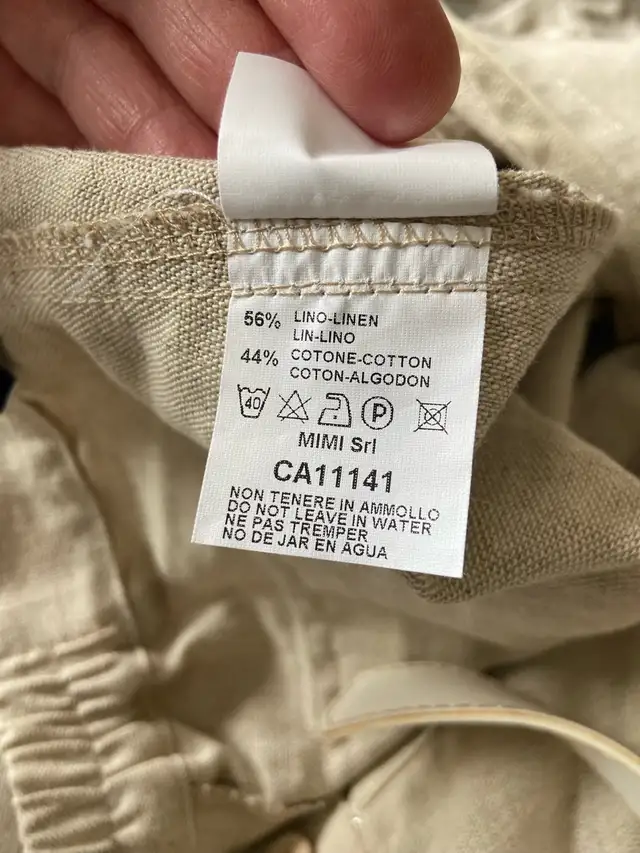 56% LINO-LINEN
LIN-LINO
44% COTONE-COTTON
COTON-ALGODON
40 P
MIMI Srl
CA11141
NON TENERE IN AMMOLLO
DO NOT LEAVE IN WATER
NE PAS TREMPER
NO DE JAR EN AGUA